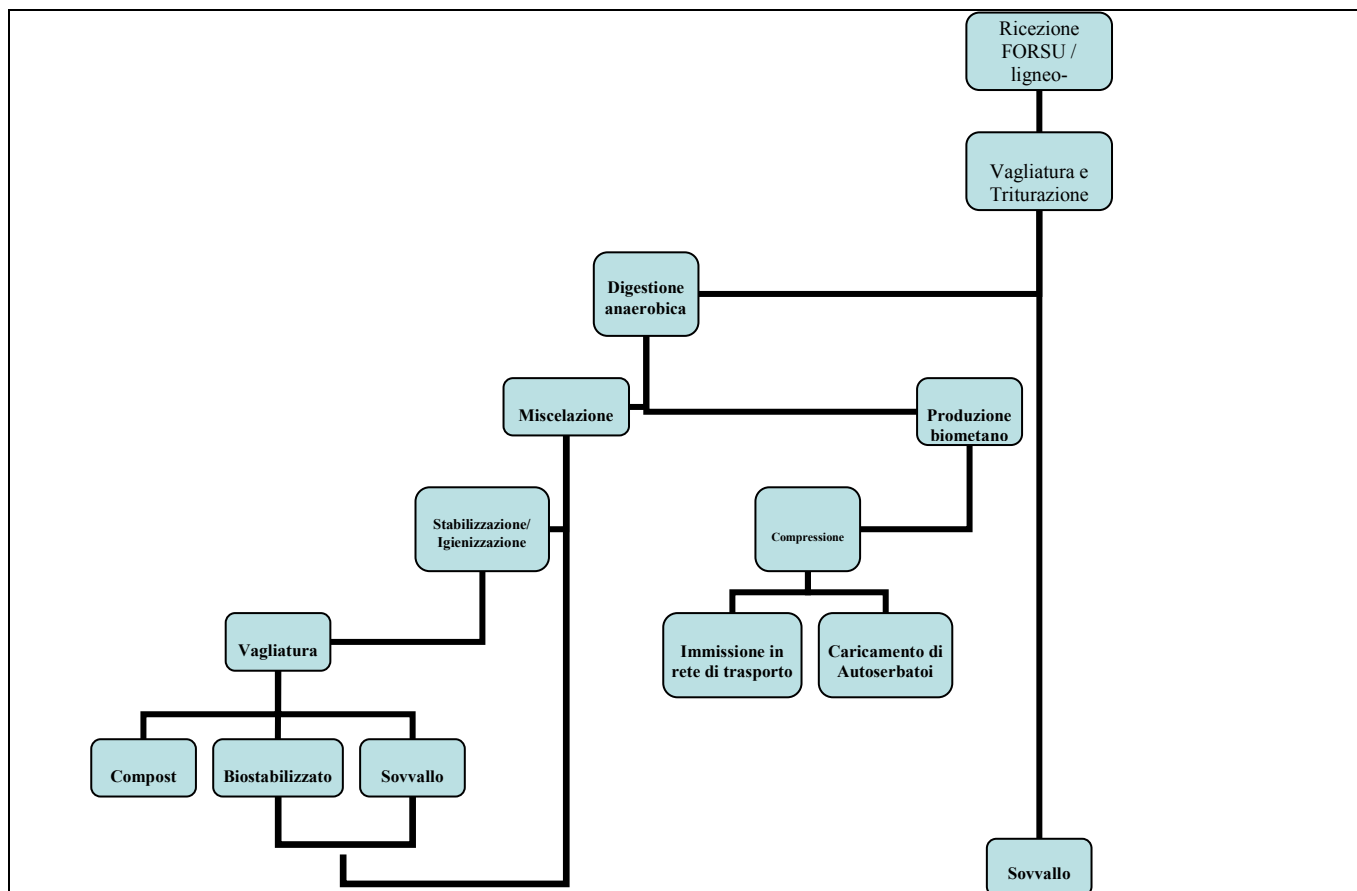 Ricezione
FORSU /
ligneo-
Vagliatura e
Triturazione
Digestione
anaerobica
Miscelazione
Produzione
biometano
Stabilizzazione/
Igienizzazione
Compressione
Vagliatura
Immissione in
rete di trasporto
Caricamento di
Autoserbatoi
Compost
Biostabilizzato
Sovvallo
Sovvallo